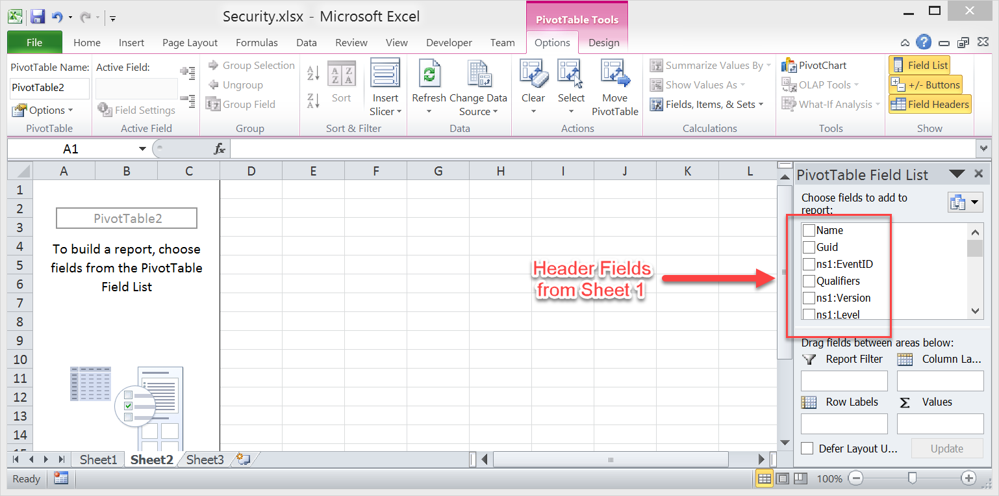 Security.xlsx - Microsoft Excel
PivotTable Tools
File Home Insert Page Layout Formulas Data Review View Developer Team Options Design
PivotTable Name:
PivotTable2
Options
PivotTable
Active Field:
Field Settings
Active Field
Group Selection
Ungroup
Group Field
Group
Sort
Insert
Slicer
Sort & Filter
Refresh
Change Data
Source
Data
Clear
Select
Move
PivotTable
Actions
Summarize Values By
Show Values As
Fields, Items, & Sets
Calculations
PivotChart
OLAP Tools
What-If Analysis
Tools
Field List
+/- Buttons
Field Headers
Show
A1
fx
A B C D E F G H I J K L
1
2
3
4
5
6
7
8
9
10
11
12
13
14
15
PivotTable2
To build a report, choose
fields from the PivotTable
Field List
Header Fields
from Sheet 1
PivotTable Field List
Choose fields to add to
report:
Name
Guid
ns1:EventID
Qualifiers
ns1:Version
ns1:Level
Drag fields between areas below:
Report Filter
Column La...
Row Labels
Σ Values
Defer Layout U...
Update
Sheet1 Sheet2 Sheet3
Ready
100%